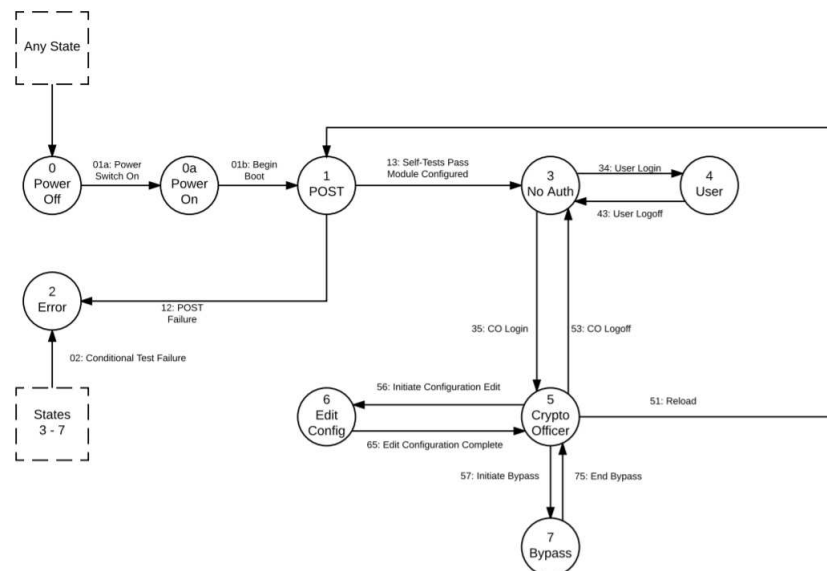 Any State
0
Power
Off
01a: Power
Switch On
0a
Power
On
01b: Begin
Boot
1
POST
13: Self-Tests Pass
Module Configured
3
No Auth
34: User Login
4
User
43: User Logoff
2
Error
12: POST
Failure
02: Conditional Test Failure
35: CO Login
53: CO Logoff
States
3 - 7
56: Initiate Configuration Edit
6
Edit
Config
65: Edit Configuration Complete
5
Crypto
Officer
51: Reload
57: Initiate Bypass
75: End Bypass
7
Bypass